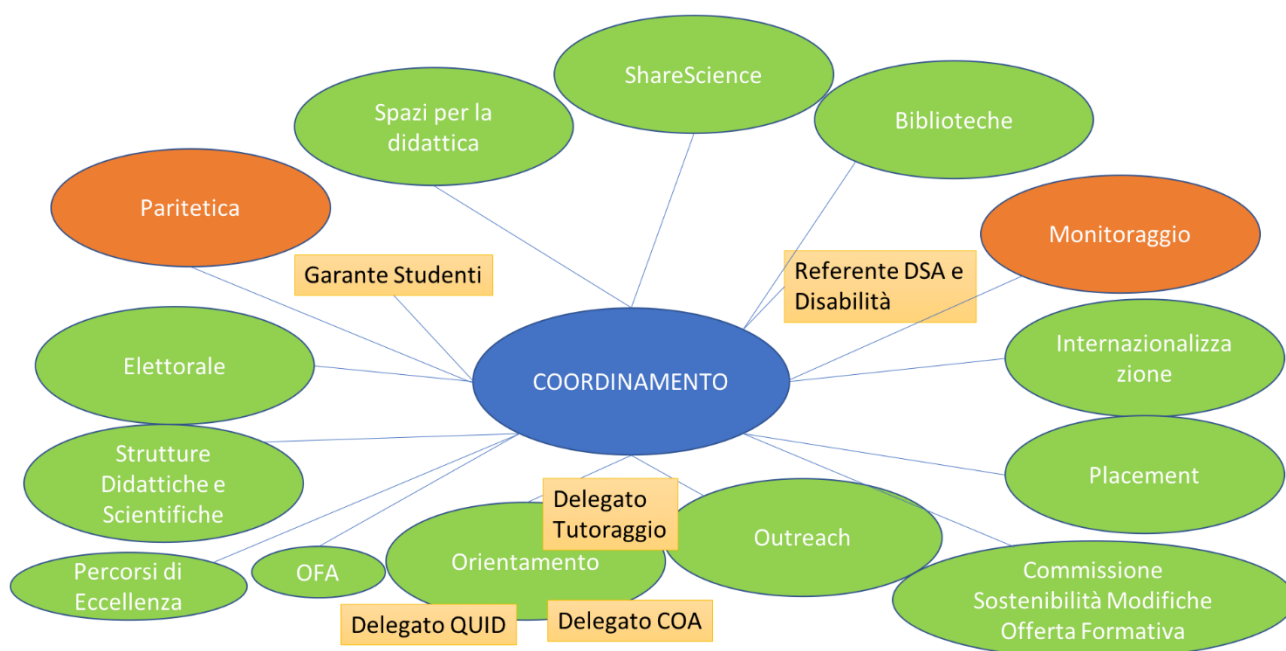 ShareScience
Spazi per la
didattica
Biblioteche
Paritetica
Monitoraggio
Garante Studenti
Referente DSA e
Disabilità
Elettorale
COORDINAMENTO
Internazionalizza
zione
Strutture
Didattiche e
Scientifiche
Placement
Delegato
Tutoraggio
Outreach
Percorsi di
Eccellenza
OFA
Orientamento
Commissione
Sostenibilità Modifiche
Offerta Formativa
Delegato QUID
Delegato COA